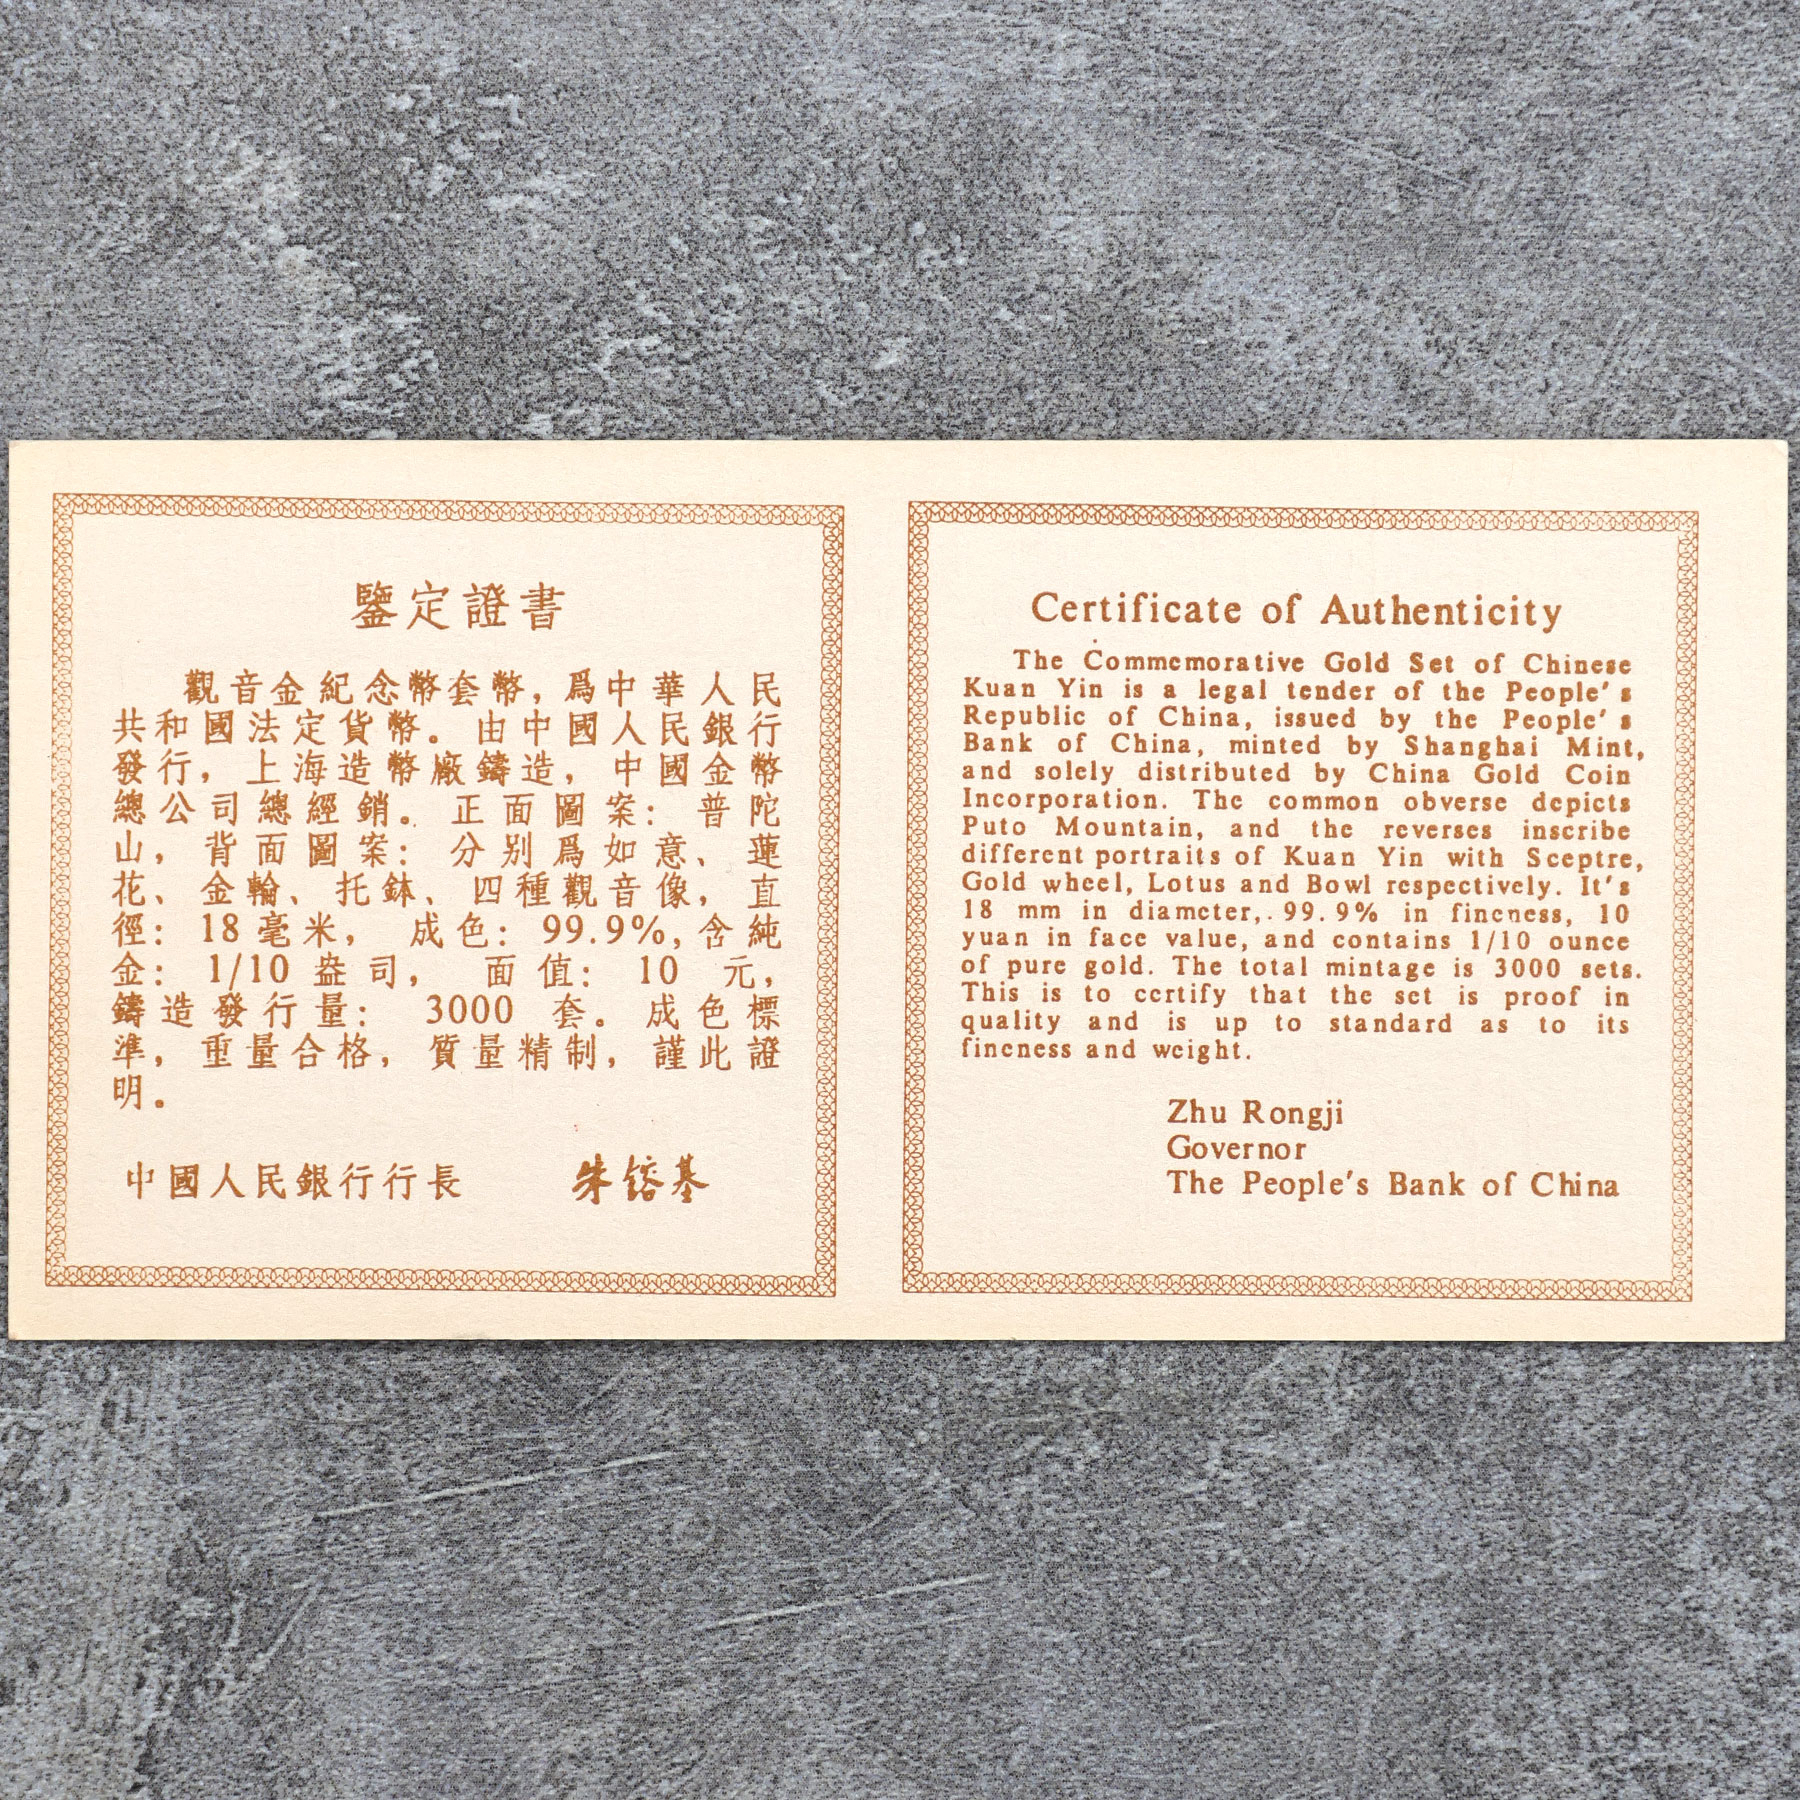 鑒定證書
觀音金紀念幣套幣，爲中華人民
共和國法定貨幣。由中國人民銀行
發行，上海造幣廠鑄造，中國金幣
總公司總經銷。正面圖案：普陀
山，背面圖案：分别爲如意、蓮
花、金輪、托鉢、四種觀音像，直
徑：18毫米，成色：99.9%,含純
金：1/10盎司，面值：10元，
鑄造發行量：3000套。成色標
準，重量合格，質量精制，謹此證
明。
中國人民銀行行長 朱鎔基
Certificate of Authenticity
The Commemorative Gold Set of Chinese
Kuan Yin is a legal tender of the People's
Republic of China, issued by the People's
Bank of China, minted by Shanghai Mint,
and solely distributed by China Gold Coin
Incorporation. The common obverse depicts
Puto Mountain, and the reverses inscribe
different portraits of Kuan Yin with Sceptre,
Gold wheel, Lotus and Bowl respectively. It's
18 mm in diameter,. 99.9% in fineness, 10
yuan in face value, and contains 1/10 ounce
of pure gold. The total mintage is 3000 sets.
This is to certify that the set is proof in
quality and is up to standard as to its
fineness and weight.
Zhu Rongji
Governor
The People's Bank of China